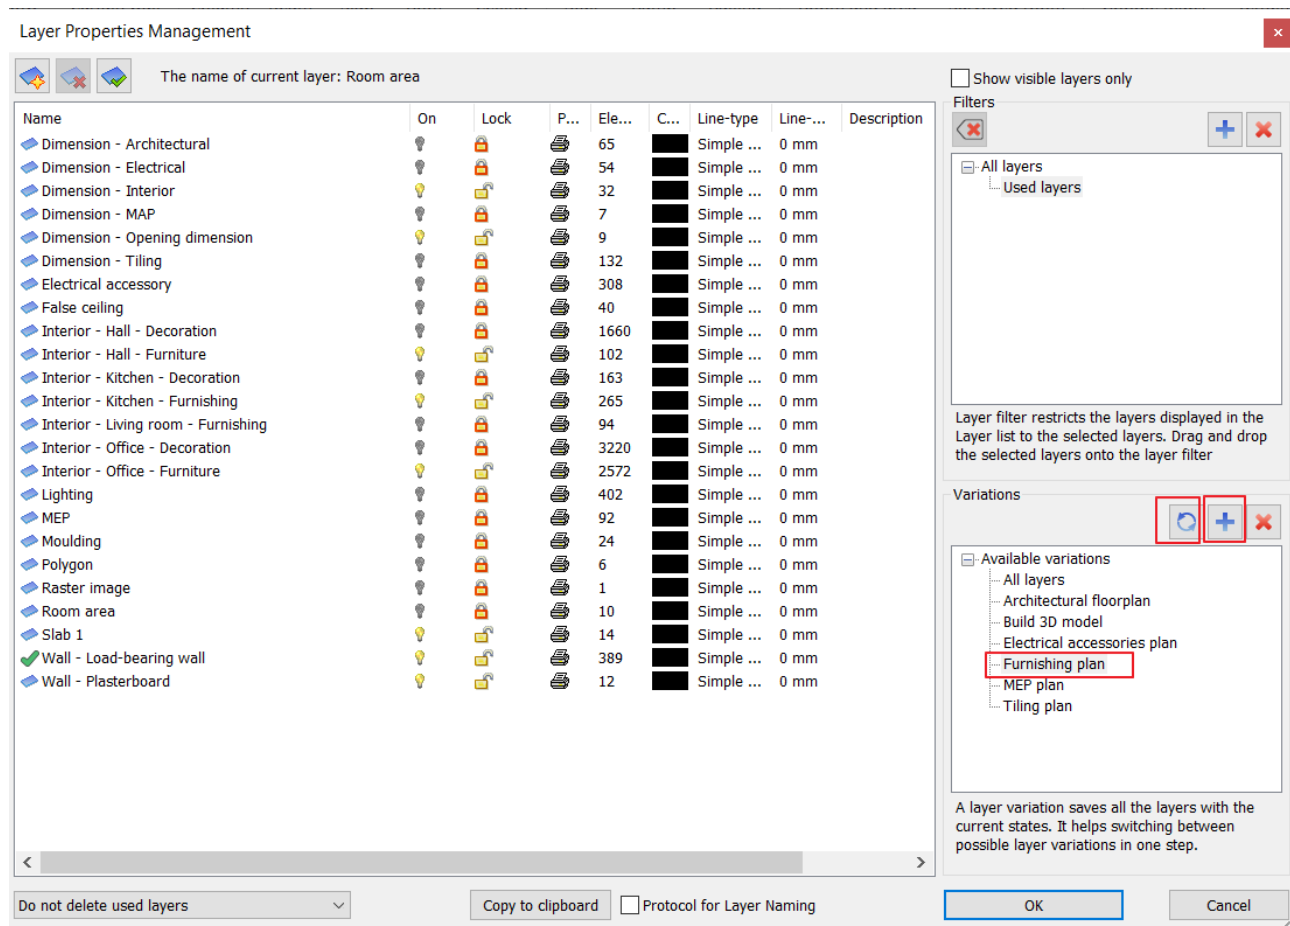 Layer Properties Management
The name of current layer: Room area
Show visible layers only
Name On Lock P... Ele... C... Line-type Line-... Description
Dimension - Architectural 65 Simple ... 0 mm
Dimension - Electrical 54 Simple ... 0 mm
Dimension - Interior 32 Simple ... 0 mm
Dimension - MAP 7 Simple ... 0 mm
Dimension - Opening dimension 9 Simple ... 0 mm
Dimension - Tiling 132 Simple ... 0 mm
Electrical accessory 308 Simple ... 0 mm
False ceiling 40 Simple ... 0 mm
Interior - Hall - Decoration 1660 Simple ... 0 mm
Interior - Hall - Furniture 102 Simple ... 0 mm
Interior - Kitchen - Decoration 163 Simple ... 0 mm
Interior - Kitchen - Furnishing 265 Simple ... 0 mm
Interior - Living room - Furnishing 94 Simple ... 0 mm
Interior - Office - Decoration 3220 Simple ... 0 mm
Interior - Office - Furniture 2572 Simple ... 0 mm
Lighting 402 Simple ... 0 mm
MEP 92 Simple ... 0 mm
Moulding 24 Simple ... 0 mm
Polygon 6 Simple ... 0 mm
Raster image 1 Simple ... 0 mm
Room area 10 Simple ... 0 mm
Slab 1 14 Simple ... 0 mm
Wall - Load-bearing wall 389 Simple ... 0 mm
Wall - Plasterboard 12 Simple ... 0 mm
Filters
All layers
Used layers
Layer filter restricts the layers displayed in the
Layer list to the selected layers. Drag and drop
the selected layers onto the layer filter
Variations
Available variations
All layers
Architectural floorplan
Build 3D model
Electrical accessories plan
Furnishing plan
MEP plan
Tiling plan
A layer variation saves all the layers with the
current states. It helps switching between
possible layer variations in one step.
Do not delete used layers
Copy to clipboard
Protocol for Layer Naming
OK
Cancel